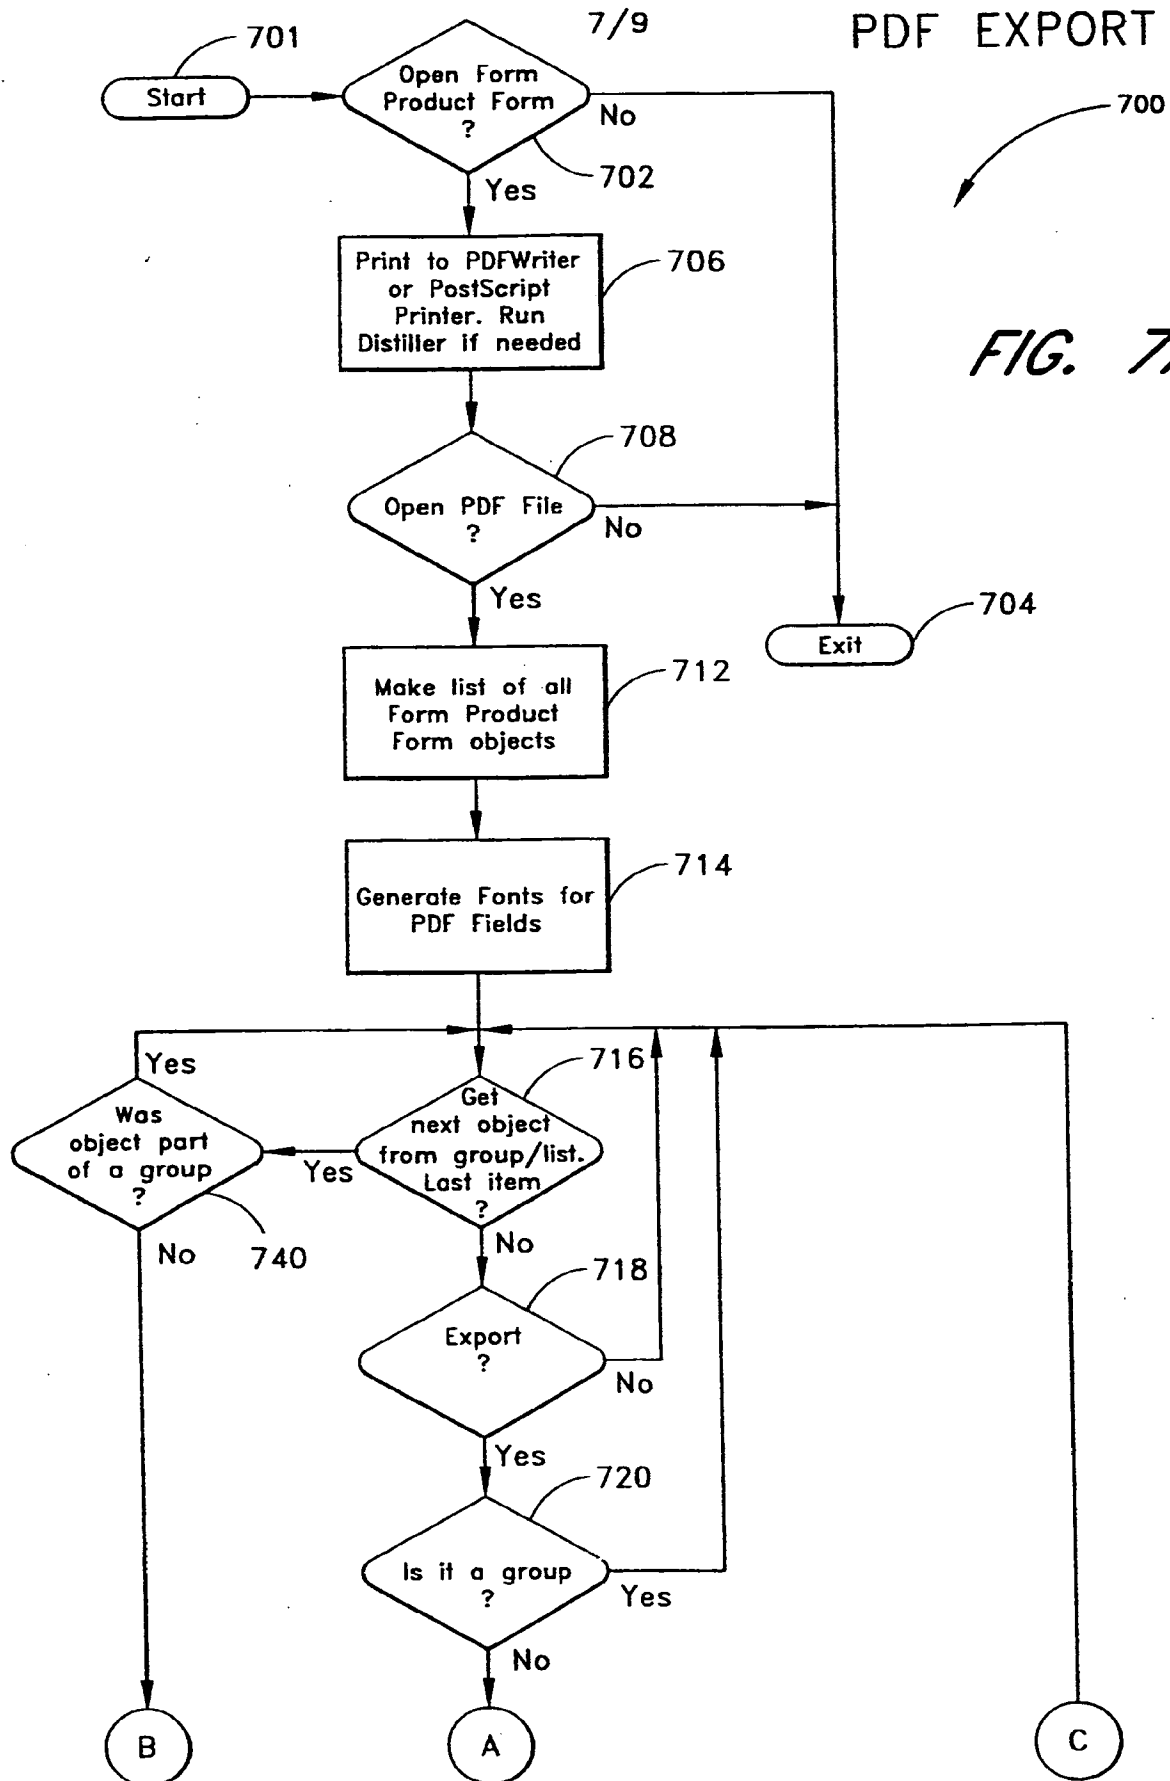 7/9
PDF EXPORT
701
Start
Open Form
Product Form
?
No
702
Yes
700
Print to PDFWriter
or PostScript
Printer. Run
Distiller if needed
706
FIG. 7
708
Open PDF File
?
No
Yes
704
Exit
Make list of all
Form Product
Form objects
712
Generate Fonts for
PDF Fields
714
Yes
716
Was
object part
of a group
?
Yes
Get
next object
from group/list.
Last item
?
No
740
No
718
Export
?
No
Yes
720
Is it a group
?
Yes
No
B
A
C